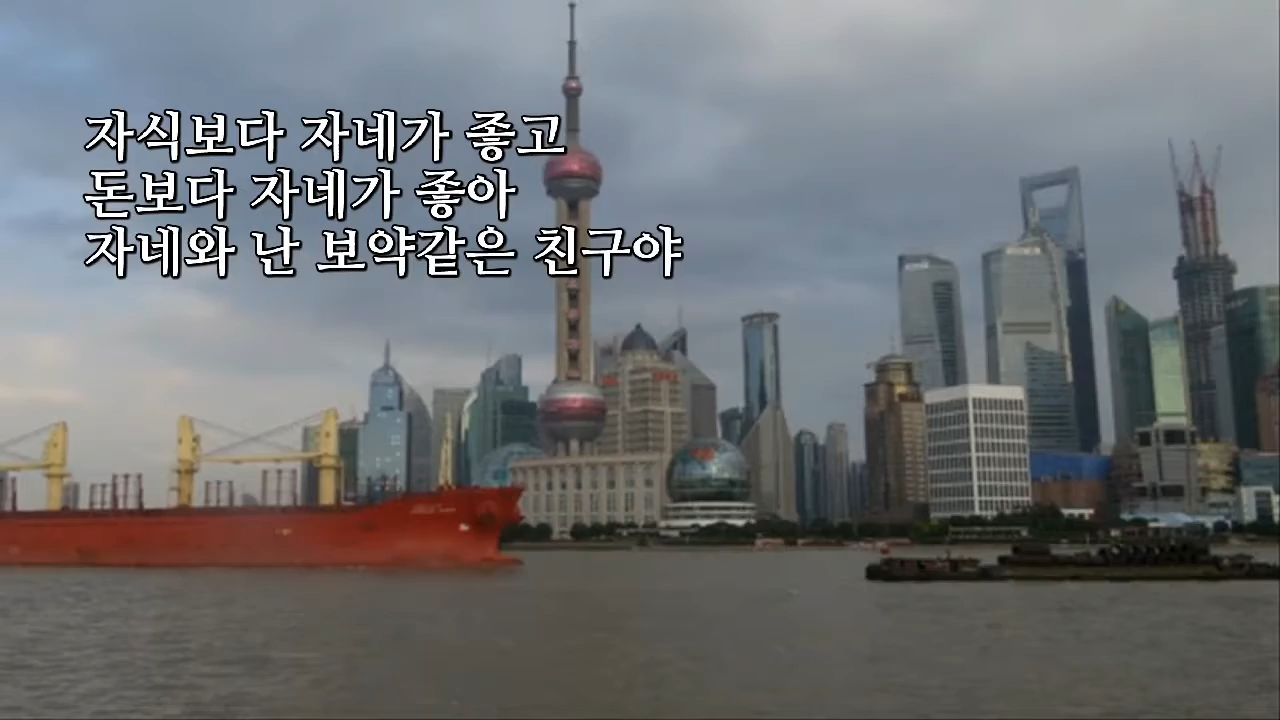 자식보다 자네가 좋고
돈보다 자네가 좋아
자네와 난 보약같은 친구야